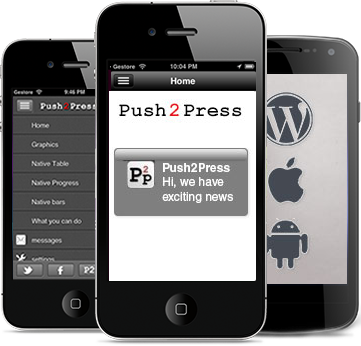 Gestore 9:46 PM
Push2Press
Home
Graphics
Native Table
Native Progress
Native bars
What you can do
messages
settings
P2
Gestore 10:04 PM
Home
Push2Press
P2p
Push2Press
Hi, we have
exciting news